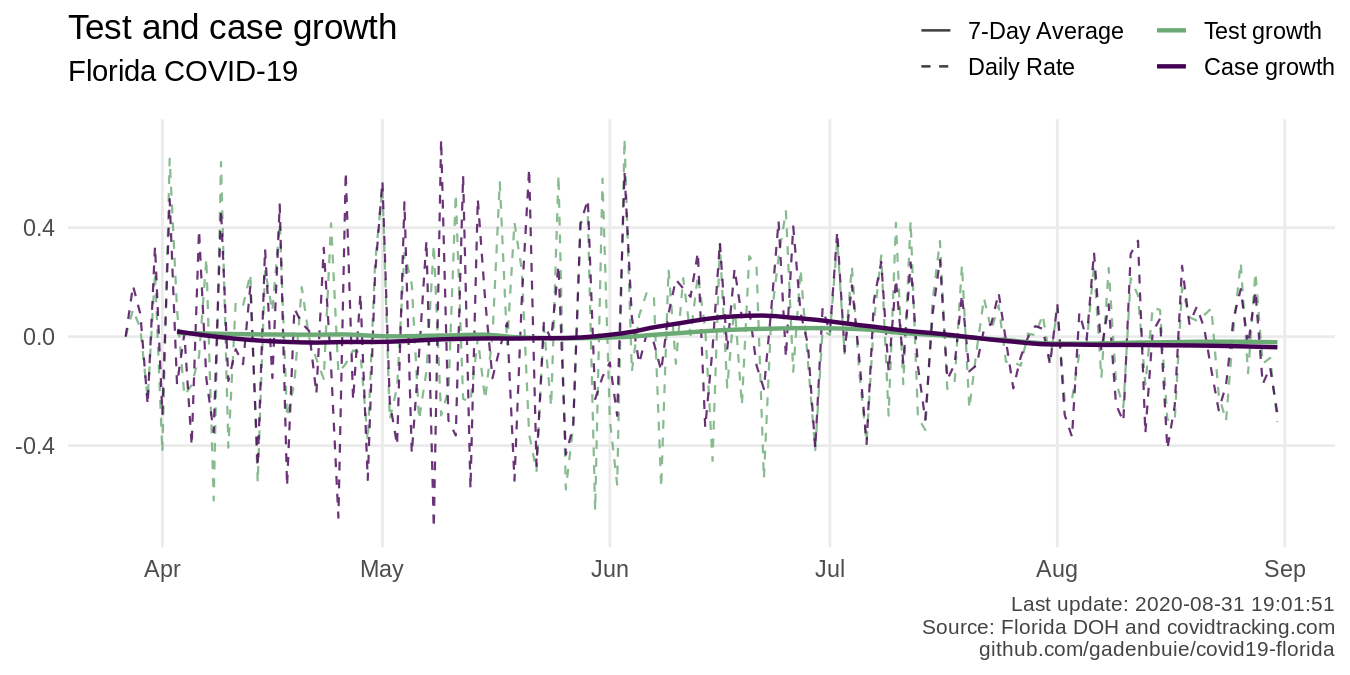 Test and case growth
Florida COVID-19
7-Day Average
Test growth
Daily Rate
Case growth
0.4
0.0
-0.4
Apr
May
Jun
Jul
Aug
Sep
Last update: 2020-08-31 19:01:51
Source: Florida DOH and covidtracking.com
github.com/gadenbuie/covid19-florida